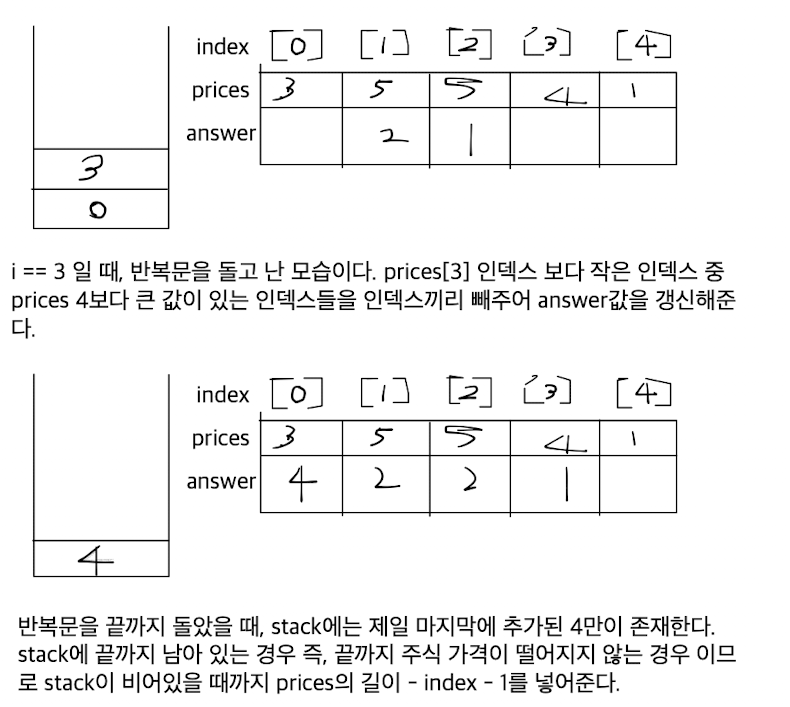 index [0] [1] [2] [3] [4]
prices 3 5 5 4 1
answer 2 1
3
0
i == 3 일 때, 반복문을 돌고 난 모습이다. prices[3] 인덱스 보다 작은 인덱스 중
prices 4보다 큰 값이 있는 인덱스들을 인덱스끼리 빼주어 answer값을 갱신해준
다.
index [0] [1] [2] [3] [4]
prices 3 5 5 4 1
answer 4 2 2 1
4
반복문을 끝까지 돌았을 때, stack에는 제일 마지막에 추가된 4만이 존재한다.
stack에 끝까지 남아 있는 경우 즉, 끝까지 주식 가격이 떨어지지 않는 경우 이므
로 stack이 비어있을 때까지 prices의 길이 - index - 1를 넣어준다.